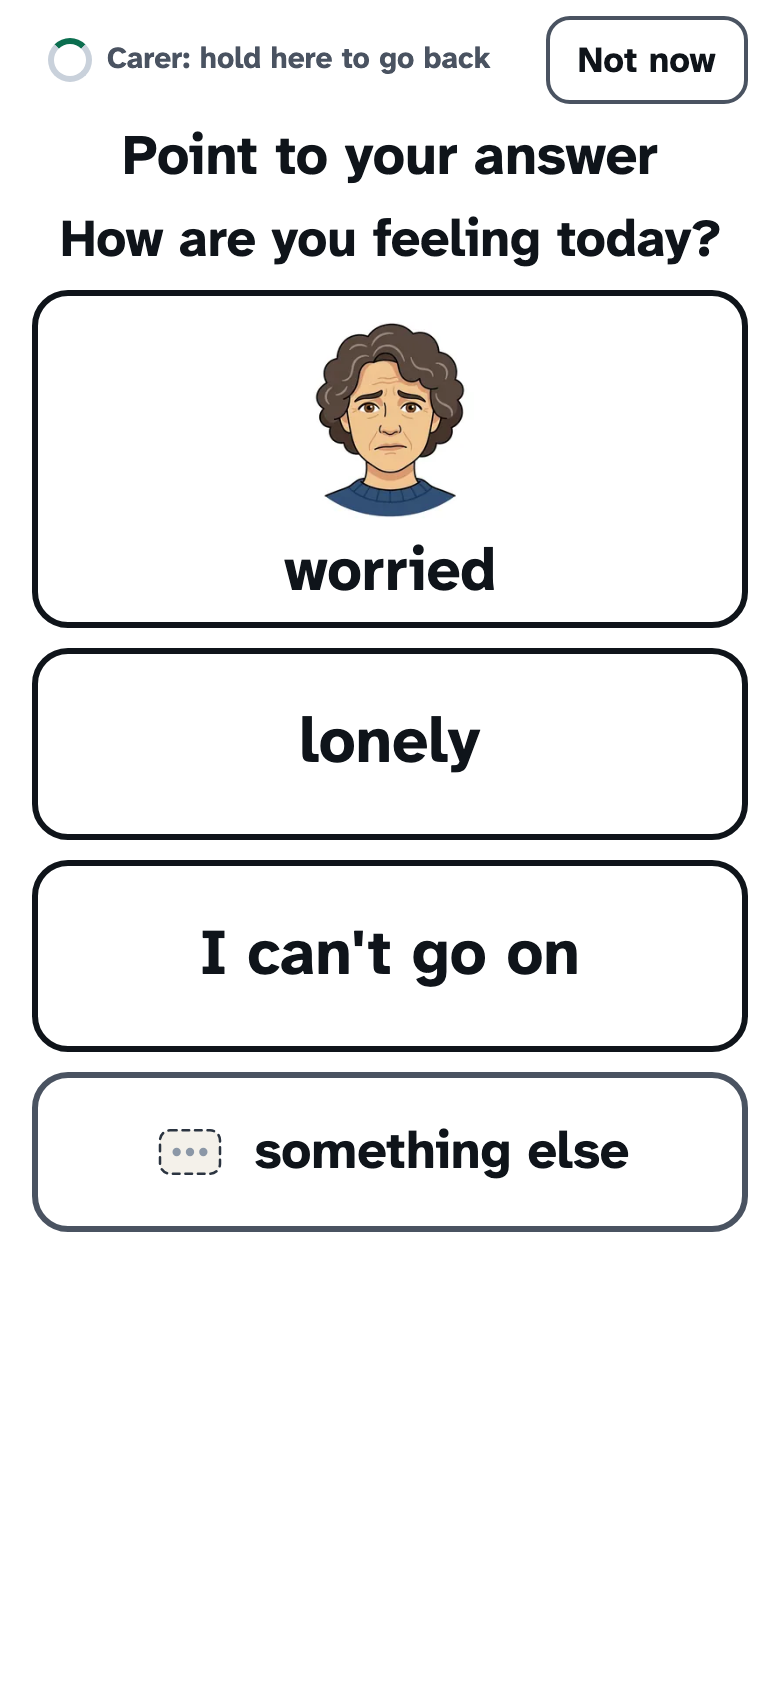 Carer: hold here to go back
Not now
Point to your answer
How are you feeling today?
worried
lonely
I can't go on
something else